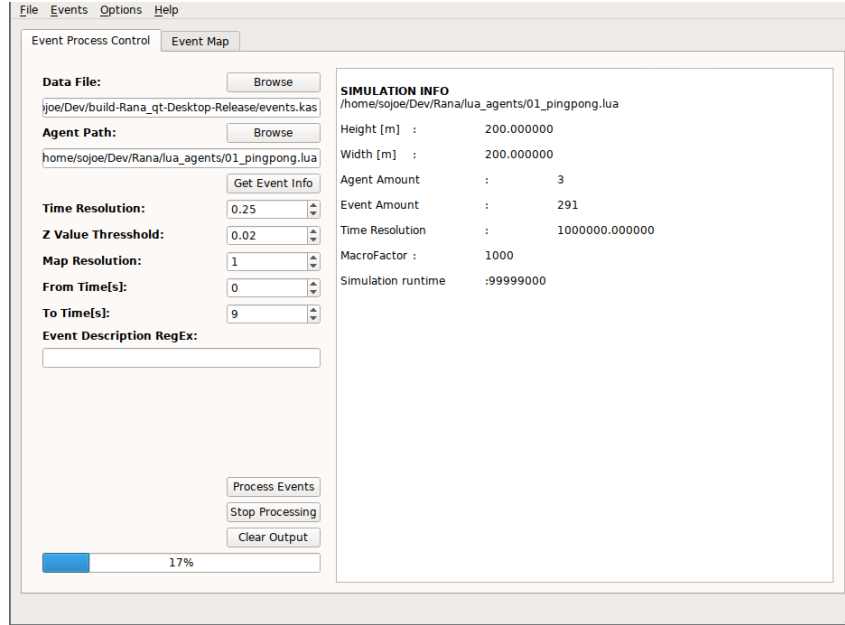 File Events Options Help
Event Process Control Event Map
Data File: Browse
joe/Dev/build-Rana_qt-Desktop-Release/events.kas
Agent Path: Browse
home/sojoe/Dev/Rana/lua_agents/01_pingpong.lua
Get Event Info
Time Resolution: 0.25
Z Value Thresshold: 0.02
Map Resolution: 1
From Time[s]: 0
To Time[s]: 9
Event Description RegEx:
Process Events
Stop Processing
Clear Output
17%
SIMULATION INFO
/home/sojoe/Dev/Rana/lua_agents/01_pingpong.lua
Height [m] : 200.000000
Width [m] : 200.000000
Agent Amount : 3
Event Amount : 291
Time Resolution : 1000000.000000
MacroFactor : 1000
Simulation runtime :99999000